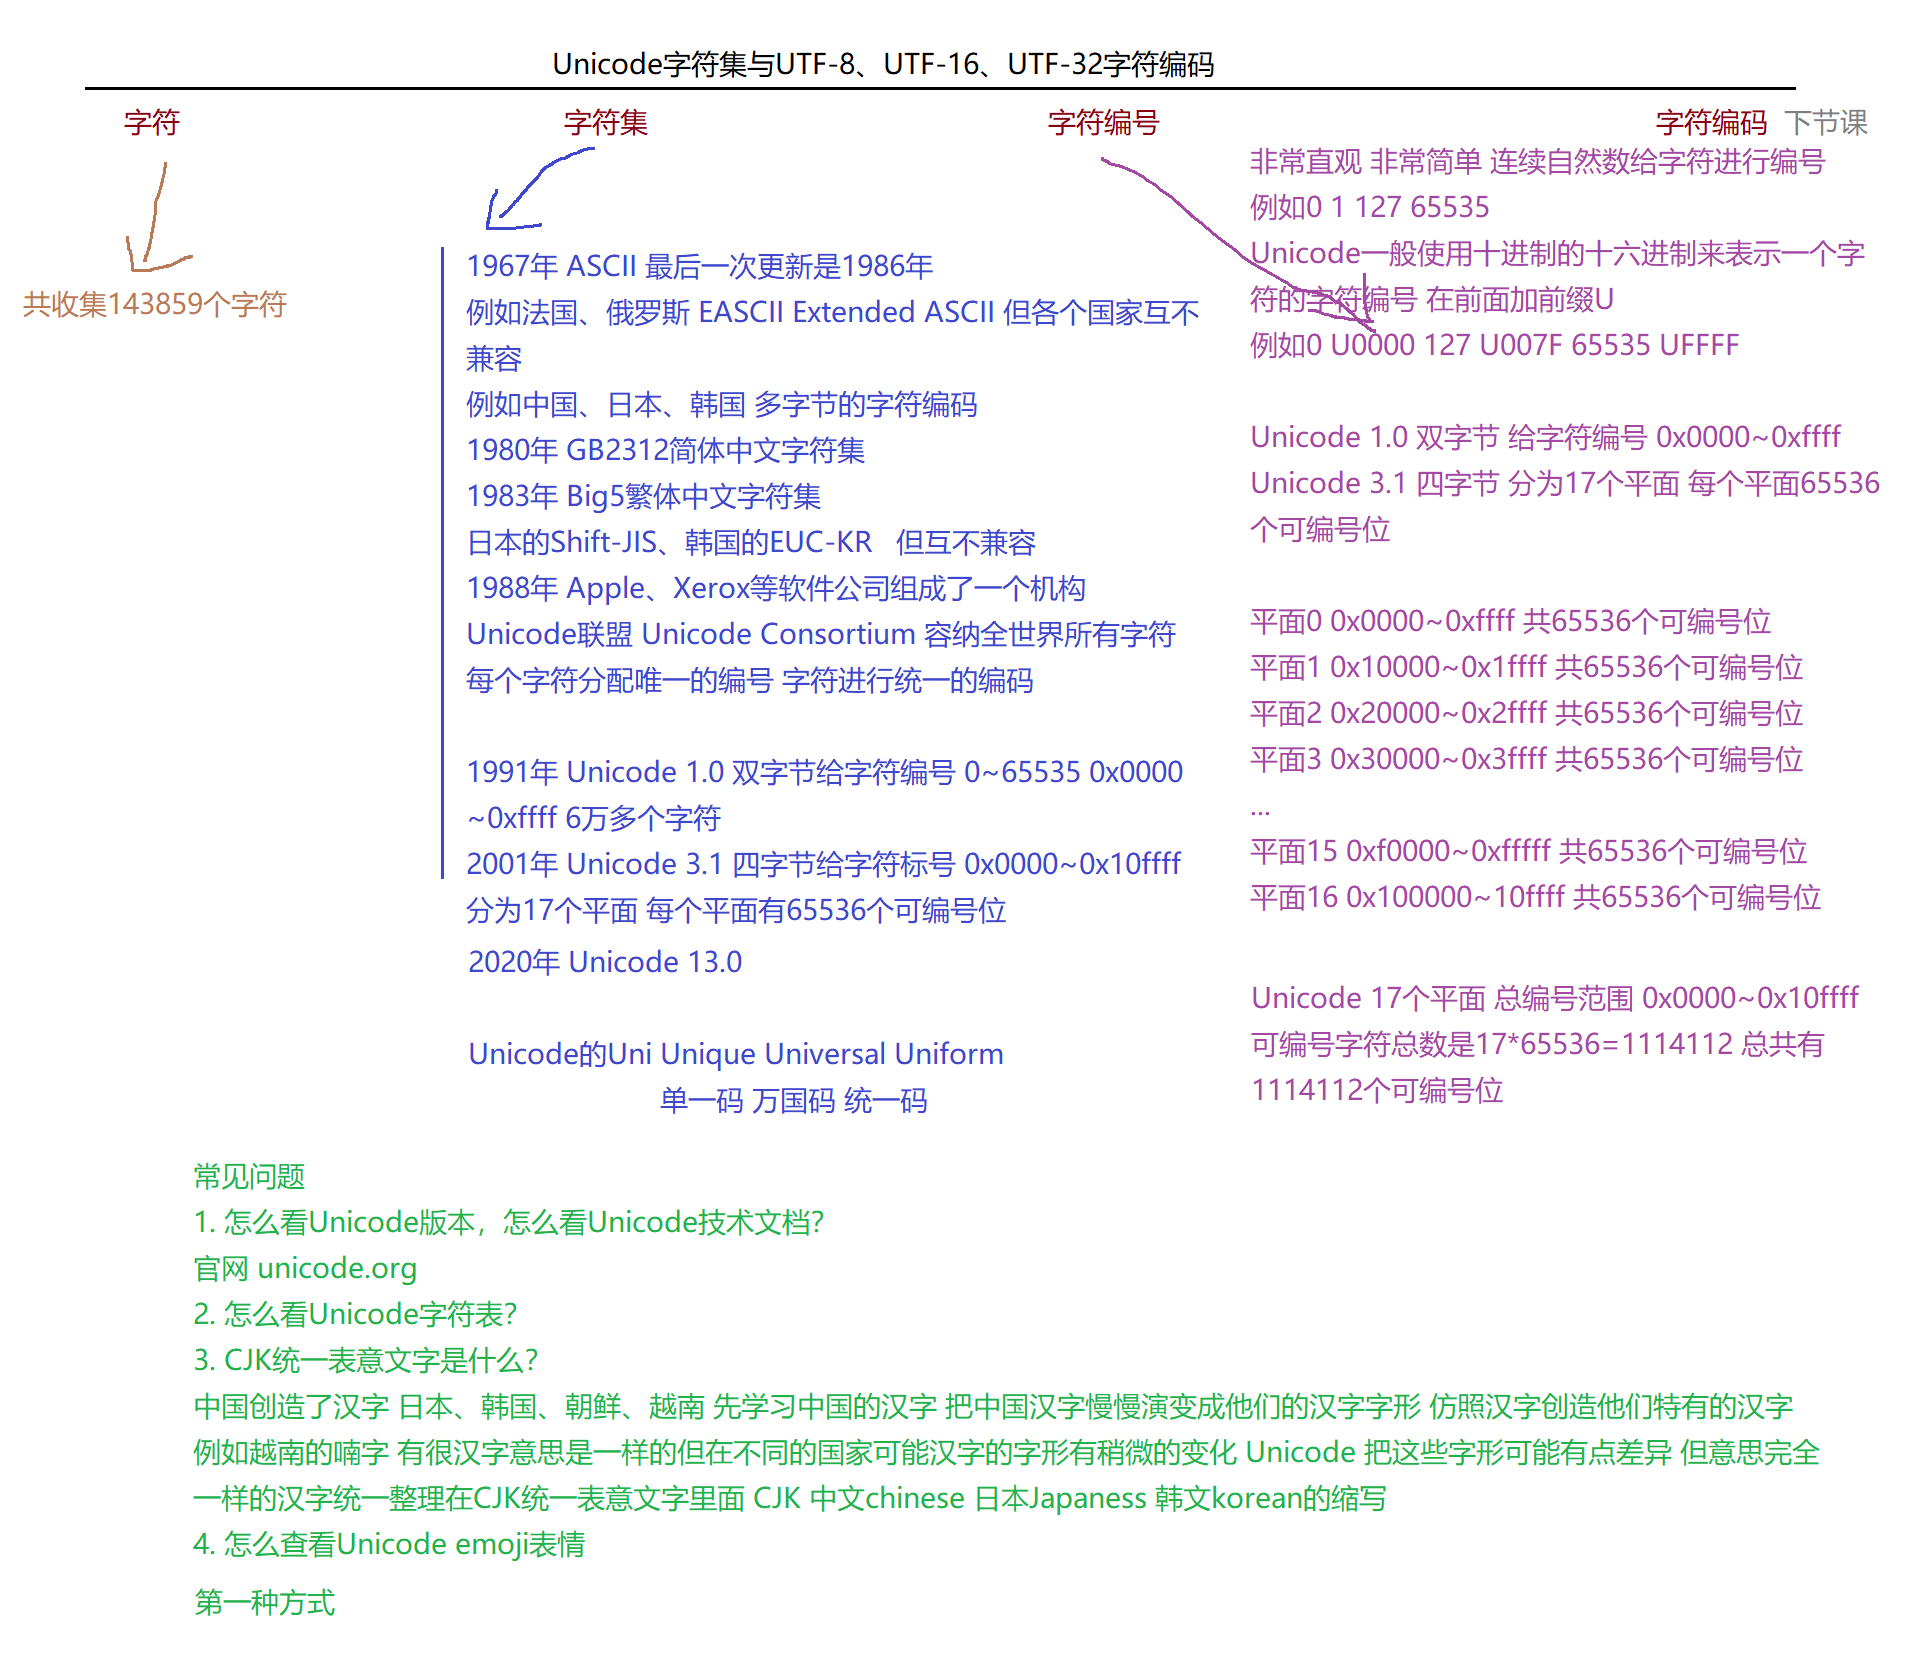 Unicode字符集与UTF-8、UTF-16、UTF-32字符编码
字符
字符集
字符编号
字符编码 下节课
共收集143859个字符
1967年 ASCII 最后一次更新是1986年
例如法国、俄罗斯 EASCII Extended ASCII 但各个国家互不
兼容
例如中国、日本、韩国 多字节的字符编码
1980年 GB2312简体中文字符集
1983年 Big5繁体中文字符集
日本的Shift-JIS、韩国的EUC-KR 但互不兼容
1988年 Apple、Xerox等软件公司组成了一个机构
Unicode联盟 Unicode Consortium 容纳全世界所有字符
每个字符分配唯一的编号 字符进行统一的编码
1991年 Unicode 1.0 双字节给字符编号 0~65535 0x0000
~0xffff 6万多个字符
2001年 Unicode 3.1 四字节给字符标号 0x0000~0x10ffff
分为17个平面 每个平面有65536个可编号位
2020年 Unicode 13.0
Unicode的Uni Unique Universal Uniform
单一码 万国码 统一码
非常直观 非常简单 连续自然数给字符进行编号
例如0 1 127 65535
Unicode一般使用十进制的十六进制来表示一个字
符的字符编号 在前面加前缀U
例如0 U0000 127 U007F 65535 UFFFF
Unicode 1.0 双字节 给字符编号 0x0000~0xffff
Unicode 3.1 四字节 分为17个平面 每个平面65536
个可编号位
平面0 0x0000~0xffff 共65536个可编号位
平面1 0x10000~0x1ffff 共65536个可编号位
平面2 0x20000~0x2ffff 共65536个可编号位
平面3 0x30000~0x3ffff 共65536个可编号位
...
平面15 0xf0000~0xfffff 共65536个可编号位
平面16 0x100000~10ffff 共65536个可编号位
Unicode 17个平面 总编号范围 0x0000~0x10ffff
可编号字符总数是17*65536=1114112 总共有
1114112个可编号位
常见问题
1. 怎么看Unicode版本，怎么看Unicode技术文档?
官网 unicode.org
2. 怎么看Unicode字符表?
3. CJK统一表意文字是什么?
中国创造了汉字 日本、韩国、朝鲜、越南 先学习中国的汉字 把中国汉字慢慢演变成他们的汉字字形 仿照汉字创造他们特有的汉字
例如越南的喃字 有很汉字意思是一样的但在不同的国家可能汉字的字形有稍微的变化 Unicode 把这些字形可能有点差异 但意思完全
一样的汉字统一整理在CJK统一表意文字里面 CJK 中文chinese 日本Japaness 韩文korean的缩写
4. 怎么查看Unicode emoji表情
第一种方式